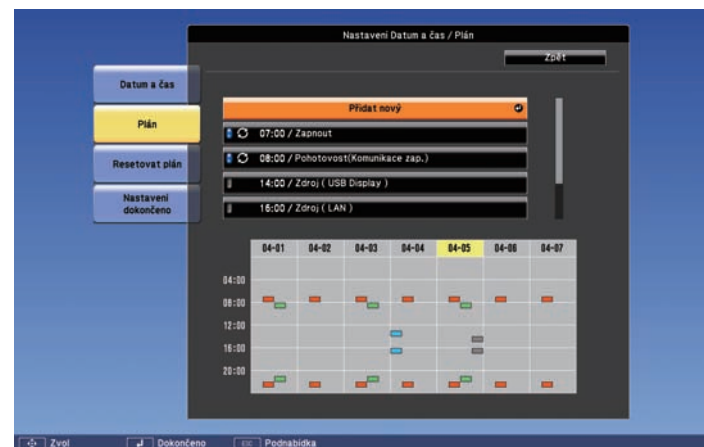 Nastavení Datum a čas / Plán
Zpět
Datum a čas
Plán
Resetovat plán
Nastavení
dokončeno
Přidat nový
07:00 / Zapnout
08:00 / Pohotovost(Komunikace zap.)
14:00 / Zdroj ( USB Display )
16:00 / Zdroj ( LAN )
04-01 04-02 04-03 04-04 04-05 04-06 04-07
04:00
08:00
12:00
16:00
20:00
Zvol Dokončeno ESC Podnabídka